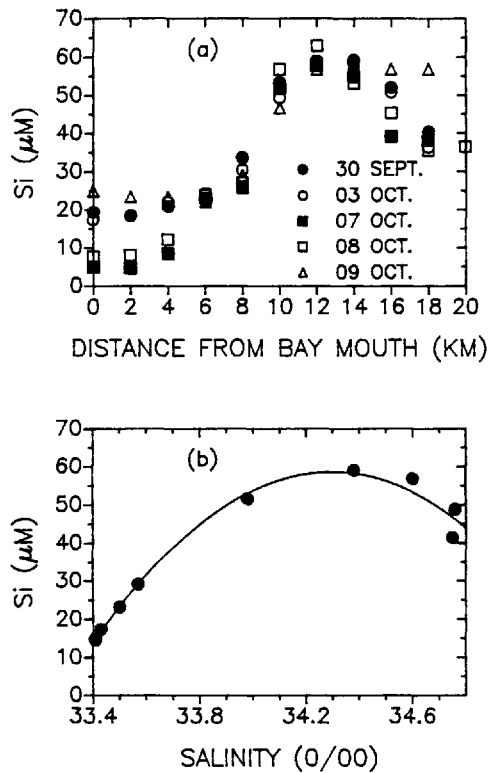 (a)
Si (μM)
70
60
50
40
30
20
10
0
30 SEPT.
03 OCT.
07 OCT.
08 OCT.
09 OCT.
0 2 4 6 8 10 12 14 16 18 20
DISTANCE FROM BAY MOUTH (KM)
(b)
Si (μM)
70
60
50
40
30
20
10
0
33.4 33.8 34.2 34.6
SALINITY (0/00)